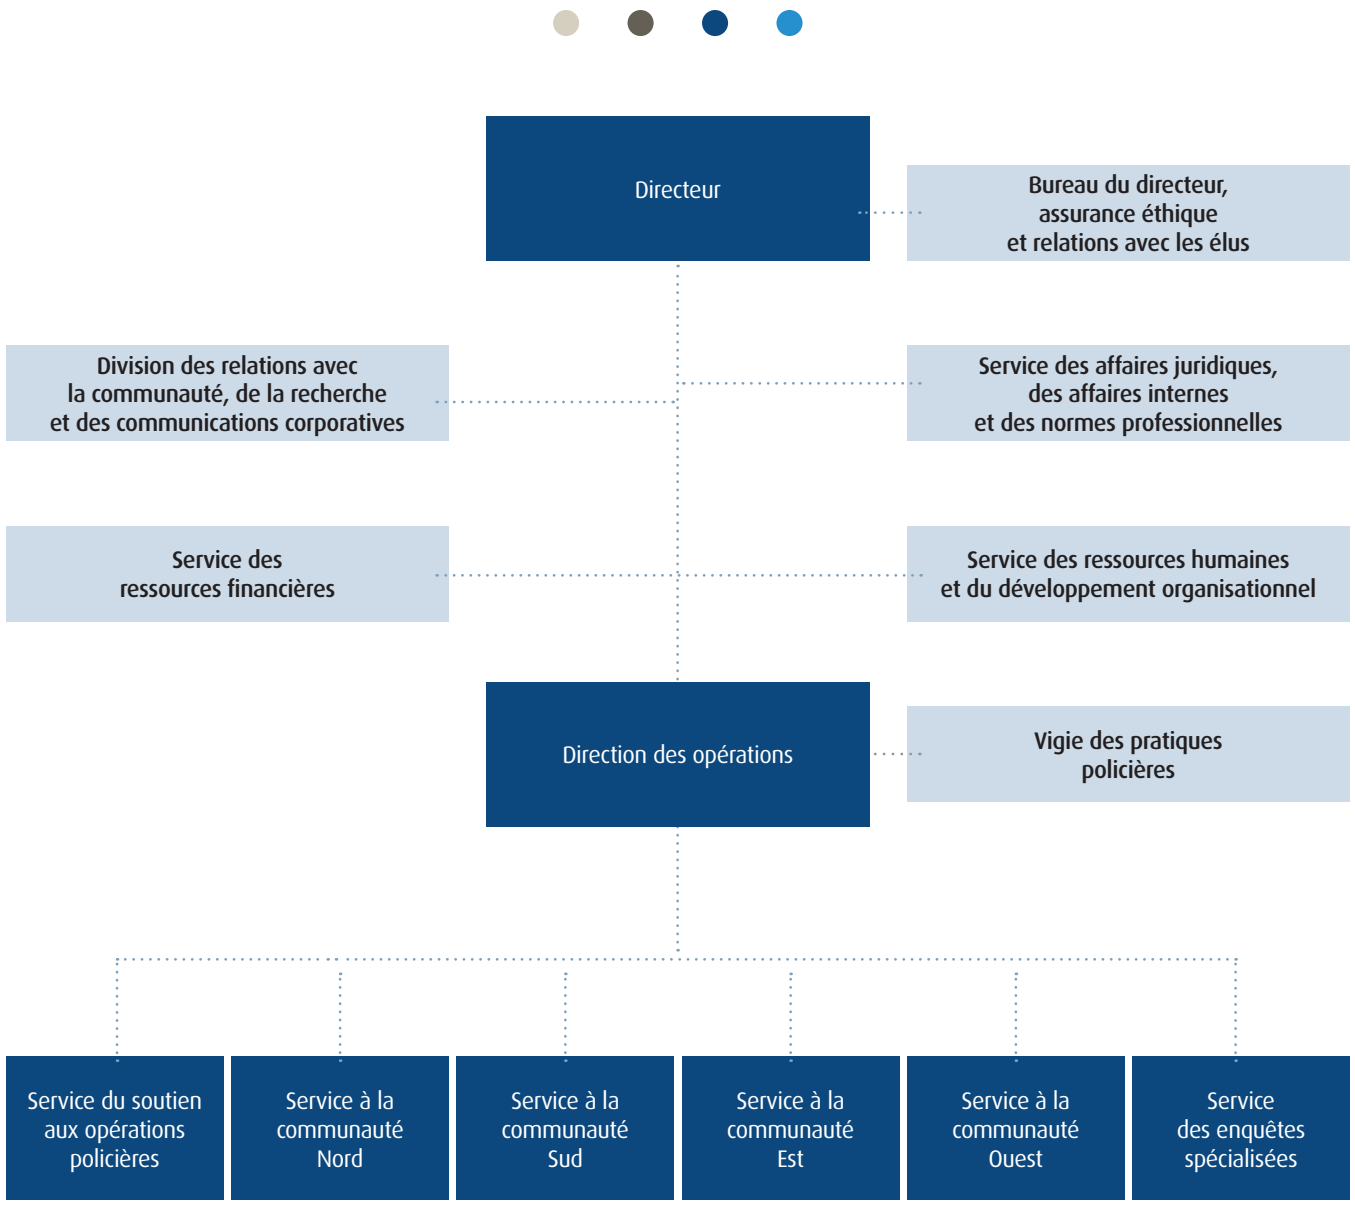 Directeur
Bureau du directeur,
assurance éthique
et relations avec les élus
Division des relations avec
la communauté, de la recherche
et des communications corporatives
Service des affaires juridiques,
des affaires internes
et des normes professionnelles
Service des
ressources financières
Service des ressources humaines
et du développement organisationnel
Direction des opérations
Vigie des pratiques
policières
Service du soutien
aux opérations
policières
Service à la
communauté
Nord
Service à la
communauté
Sud
Service à la
communauté
Est
Service à la
communauté
Ouest
Service
des enquêtes
spécialisées